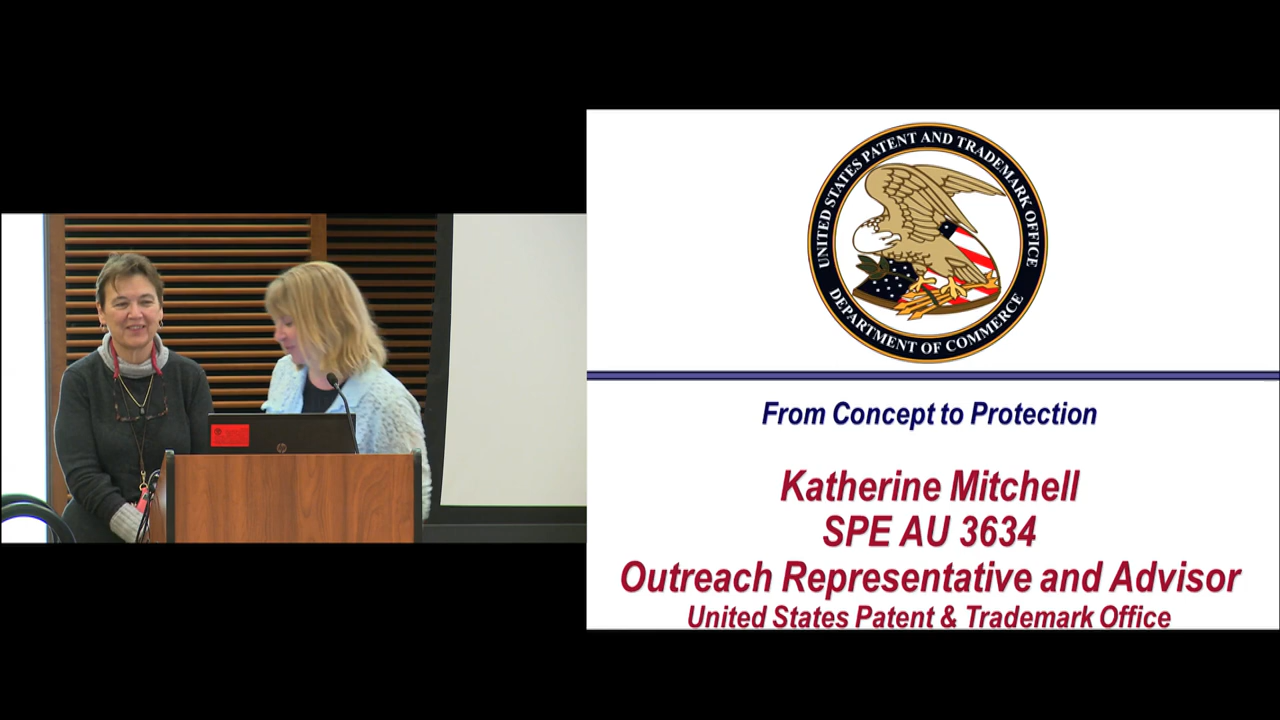 UNITED STATES PATENT AND TRADEMARK OFFICE
DEPARTMENT OF COMMERCE
From Concept to Protection
Katherine Mitchell
SPE AU 3634
Outreach Representative and Advisor
United States Patent & Trademark Office
hp